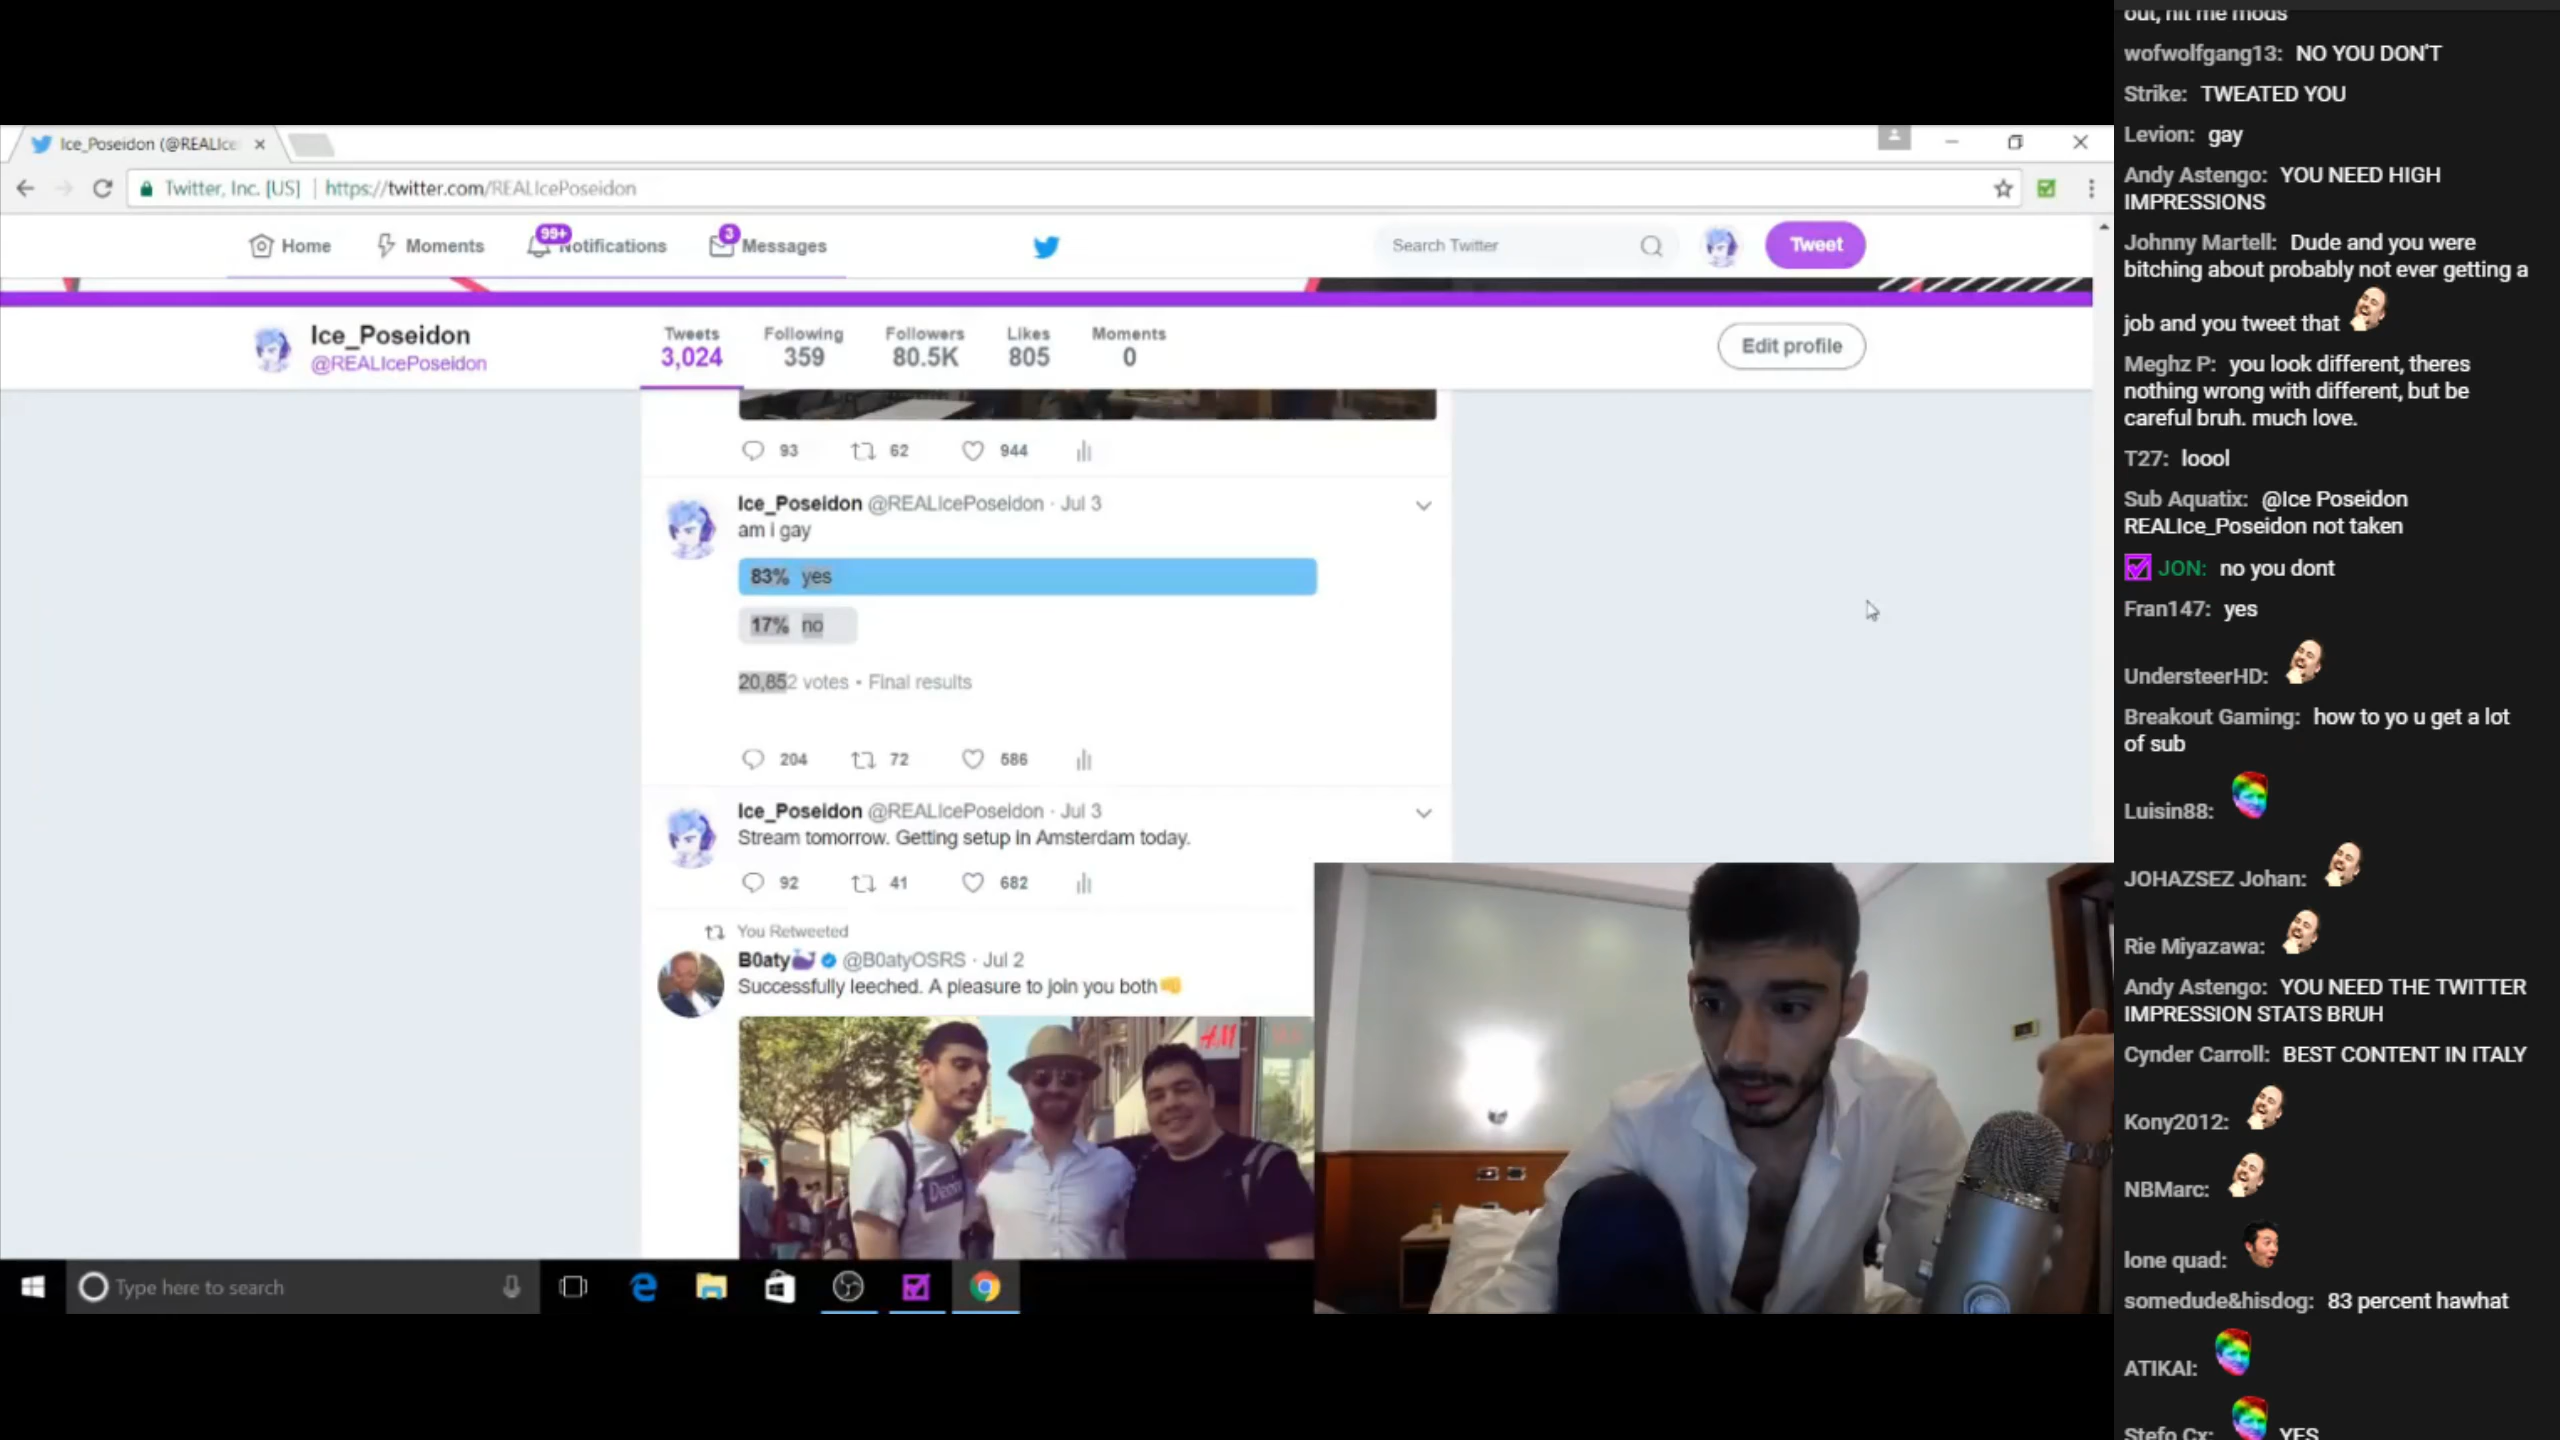 Ice_Poseidon (@REALIce
Twitter, Inc. [US] | https://twitter.com/REALIcePoseidon
Home Moments 99+ Notifications 3 Messages Search Twitter Tweet
Ice_Poseidon
@REALIcePoseidon
Tweets Following Followers Likes Moments
3,024 359 80.5K 805 0
Edit profile
93 62 944
Ice_Poseidon @REALIcePoseidon · Jul 3
am I gay
83% yes
17% no
20,852 votes • Final results
204 72 586
Ice_Poseidon @REALIcePoseidon · Jul 3
Stream tomorrow. Getting setup in Amsterdam today.
92 41 682
You Retweeted
B0aty @B0atyOSRS · Jul 2
Successfully leeched. A pleasure to join you both
H&M
Type here to search
out, hit me mods
wofwolfgang13: NO YOU DON'T
Strike: TWEATED YOU
Levion: gay
Andy Astengo: YOU NEED HIGH
IMPRESSIONS
Johnny Martell: Dude and you were
bitching about probably not ever getting a
job and you tweet that
Meghz P: you look different, theres
nothing wrong with different, but be
careful bruh. much love.
T27: loool
Sub Aquatix: @Ice Poseidon
REALIce_Poseidon not taken
JON: no you dont
Fran147: yes
UndersteerHD:
Breakout Gaming: how to yo u get a lot
of sub
Luisin88:
JOHAZSEZ Johan:
Rie Miyazawa:
Andy Astengo: YOU NEED THE TWITTER
IMPRESSION STATS BRUH
Cynder Carroll: BEST CONTENT IN ITALY
Kony2012:
NBMarc:
lone quad:
somedude&hisdog: 83 percent hawhat
ATIKAI:
Stefo Cx: YES